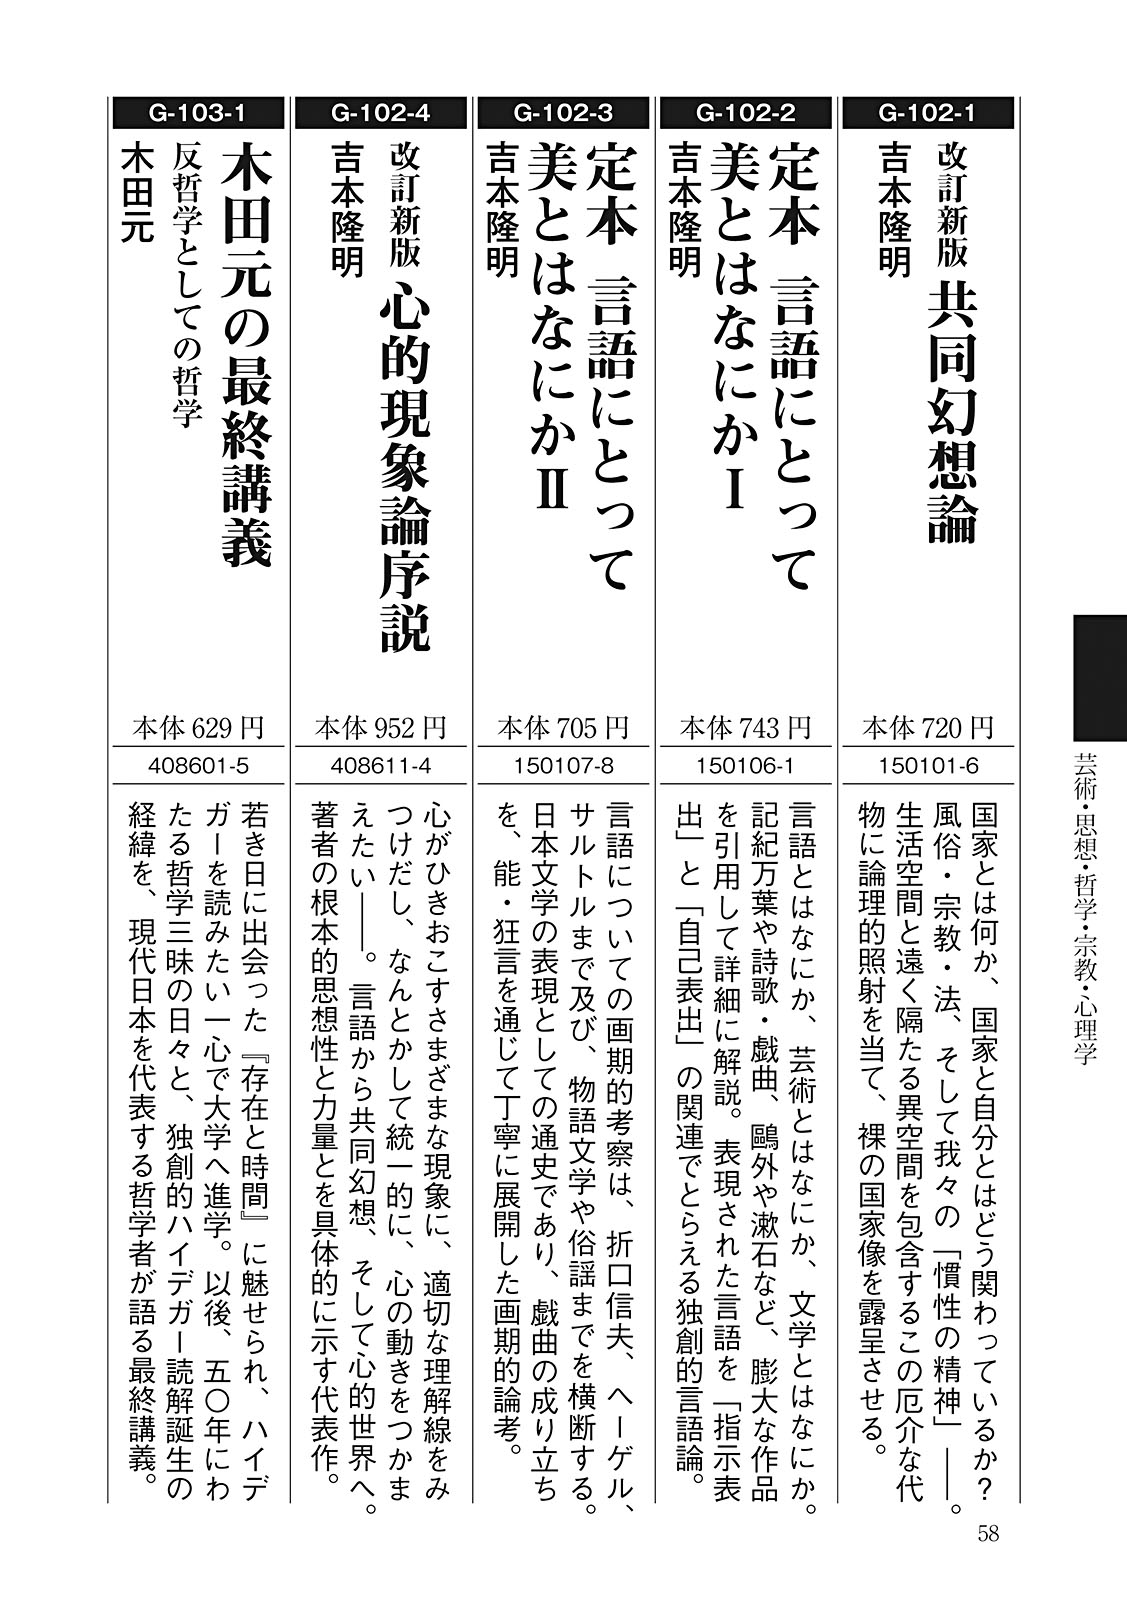 G-102-1
改訂新版 共同幻想論
吉本隆明
本体 720 円
150101-6
国家とは何か、国家と自分とはどう関わっているか?
風俗・宗教・法、そして我々の「慣性の精神」――。
生活空間と遠く隔たる異空間を包含するこの厄介な代
物に論理的照射を当て、裸の国家像を露呈させる。
G-102-2
定本 言語にとって
美とはなにかⅠ
吉本隆明
本体 743 円
150106-1
言語とはなにか、芸術とはなにか、文学とはなにか。
記紀万葉や詩歌・戯曲、鷗外や漱石など、膨大な作品
を引用して詳細に解説。表現された言語を「指示表
出」と「自己表出」の関連でとらえる独創的言語論。
G-102-3
定本 言語にとって
美とはなにかⅡ
吉本隆明
本体 705 円
150107-8
言語についての画期的考察は、折口信夫、ヘーゲル、
サルトルまで及び、物語文学や俗謡までを横断する。
日本文学の表現としての通史であり、戯曲の成り立ち
を、能・狂言を通じて丁寧に展開した画期的論考。
G-102-4
改訂新版 心的現象論序説
吉本隆明
本体 952 円
408611-4
心がひきおこすさまざまな現象に、適切な理解線をみ
つけだし、なんとかして統一的に、心の動きをつかま
えたい――。言語から共同幻想、そして心的世界へ。
著者の根本的思想性と力量とを具体的に示す代表作。
G-103-1
木田元の最終講義
反哲学としての哲学
木田元
本体 629 円
408601-5
若き日に出会った『存在と時間』に魅せられ、ハイデ
ガーを読みたい一心で大学へ進学。以後、五〇年にわ
たる哲学三昧の日々と、独創的ハイデガー読解誕生の
経緯を、現代日本を代表する哲学者が語る最終講義。
芸術・思想・哲学・宗教・心理学
58